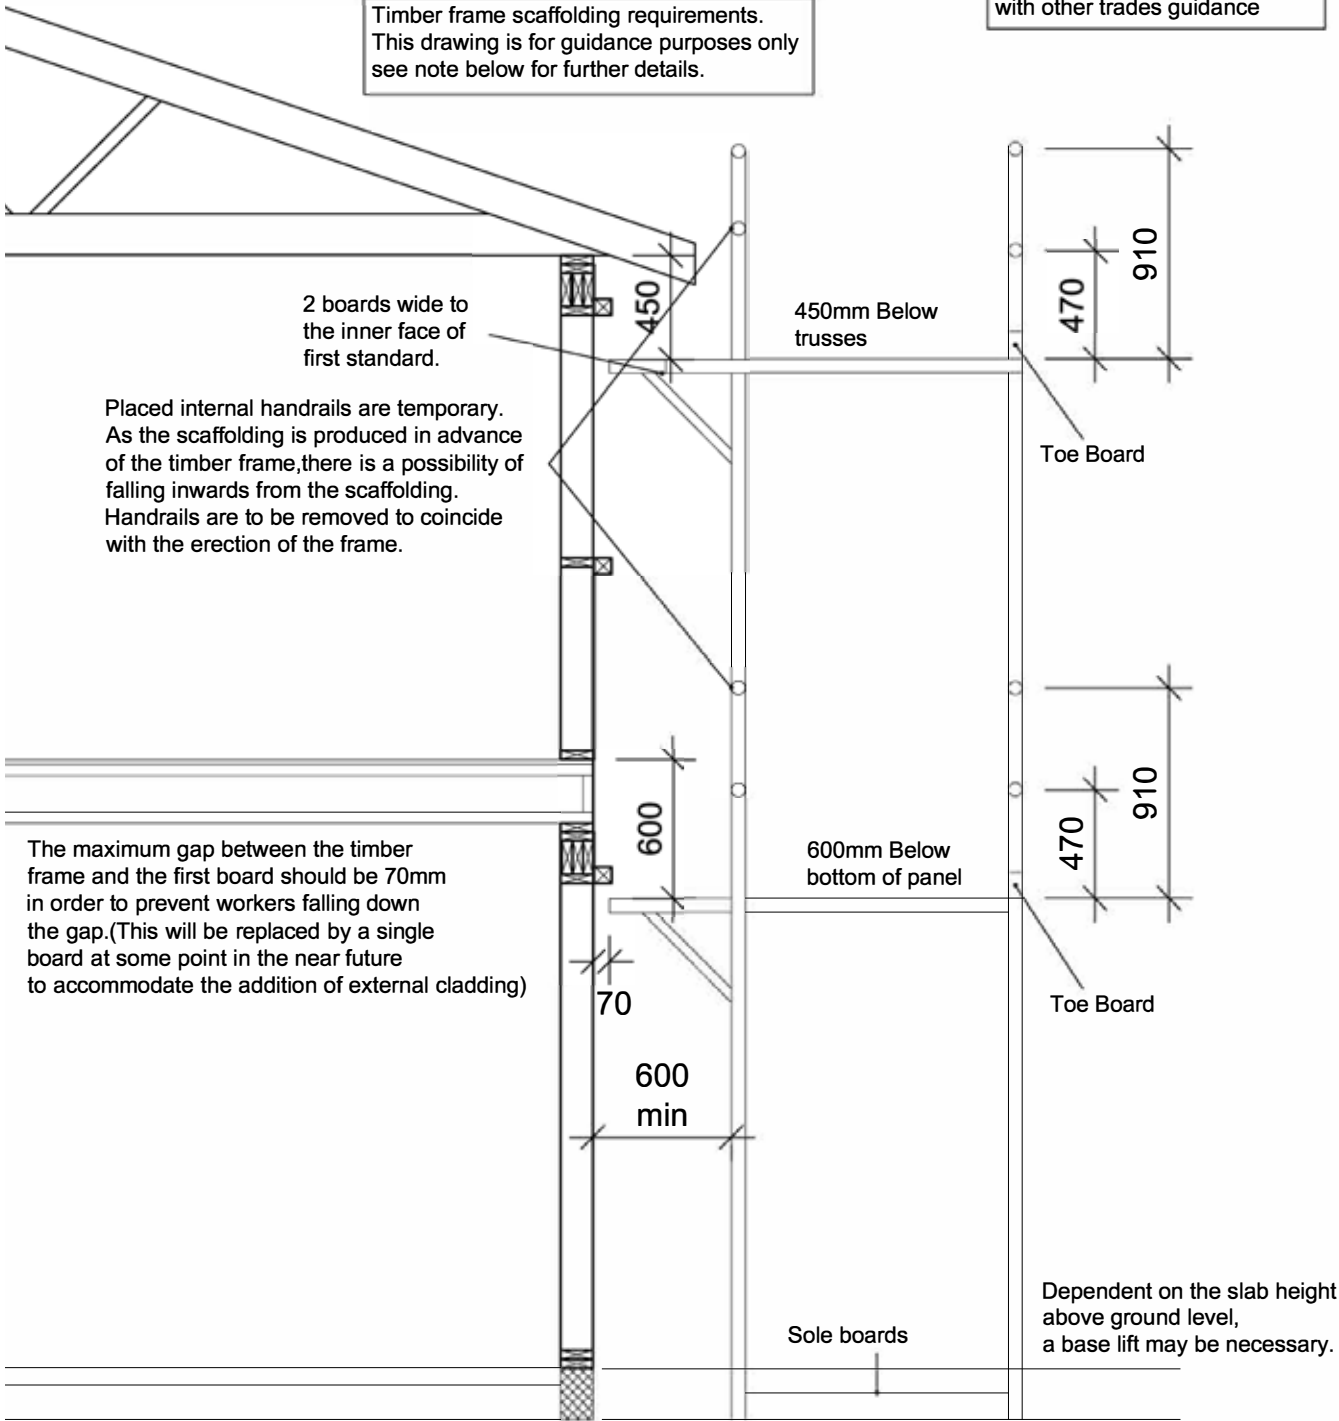 Timber frame scaffolding requirements.
This drawing is for guidance purposes only
see note below for further details.
with other trades guidance
910
470
450
2 boards wide to
the inner face of
first standard.
450mm Below
trusses
Placed internal handrails are temporary.
As the scaffolding is produced in advance
of the timber frame,there is a possibility of
falling inwards from the scaffolding.
Handrails are to be removed to coincide
with the erection of the frame.
Toe Board
910
470
600
The maximum gap between the timber
frame and the first board should be 70mm
in order to prevent workers falling down
the gap.(This will be replaced by a single
board at some point in the near future
to accommodate the addition of external cladding)
600mm Below
bottom of panel
70
Toe Board
600
min
Dependent on the slab height
above ground level,
a base lift may be necessary.
Sole boards